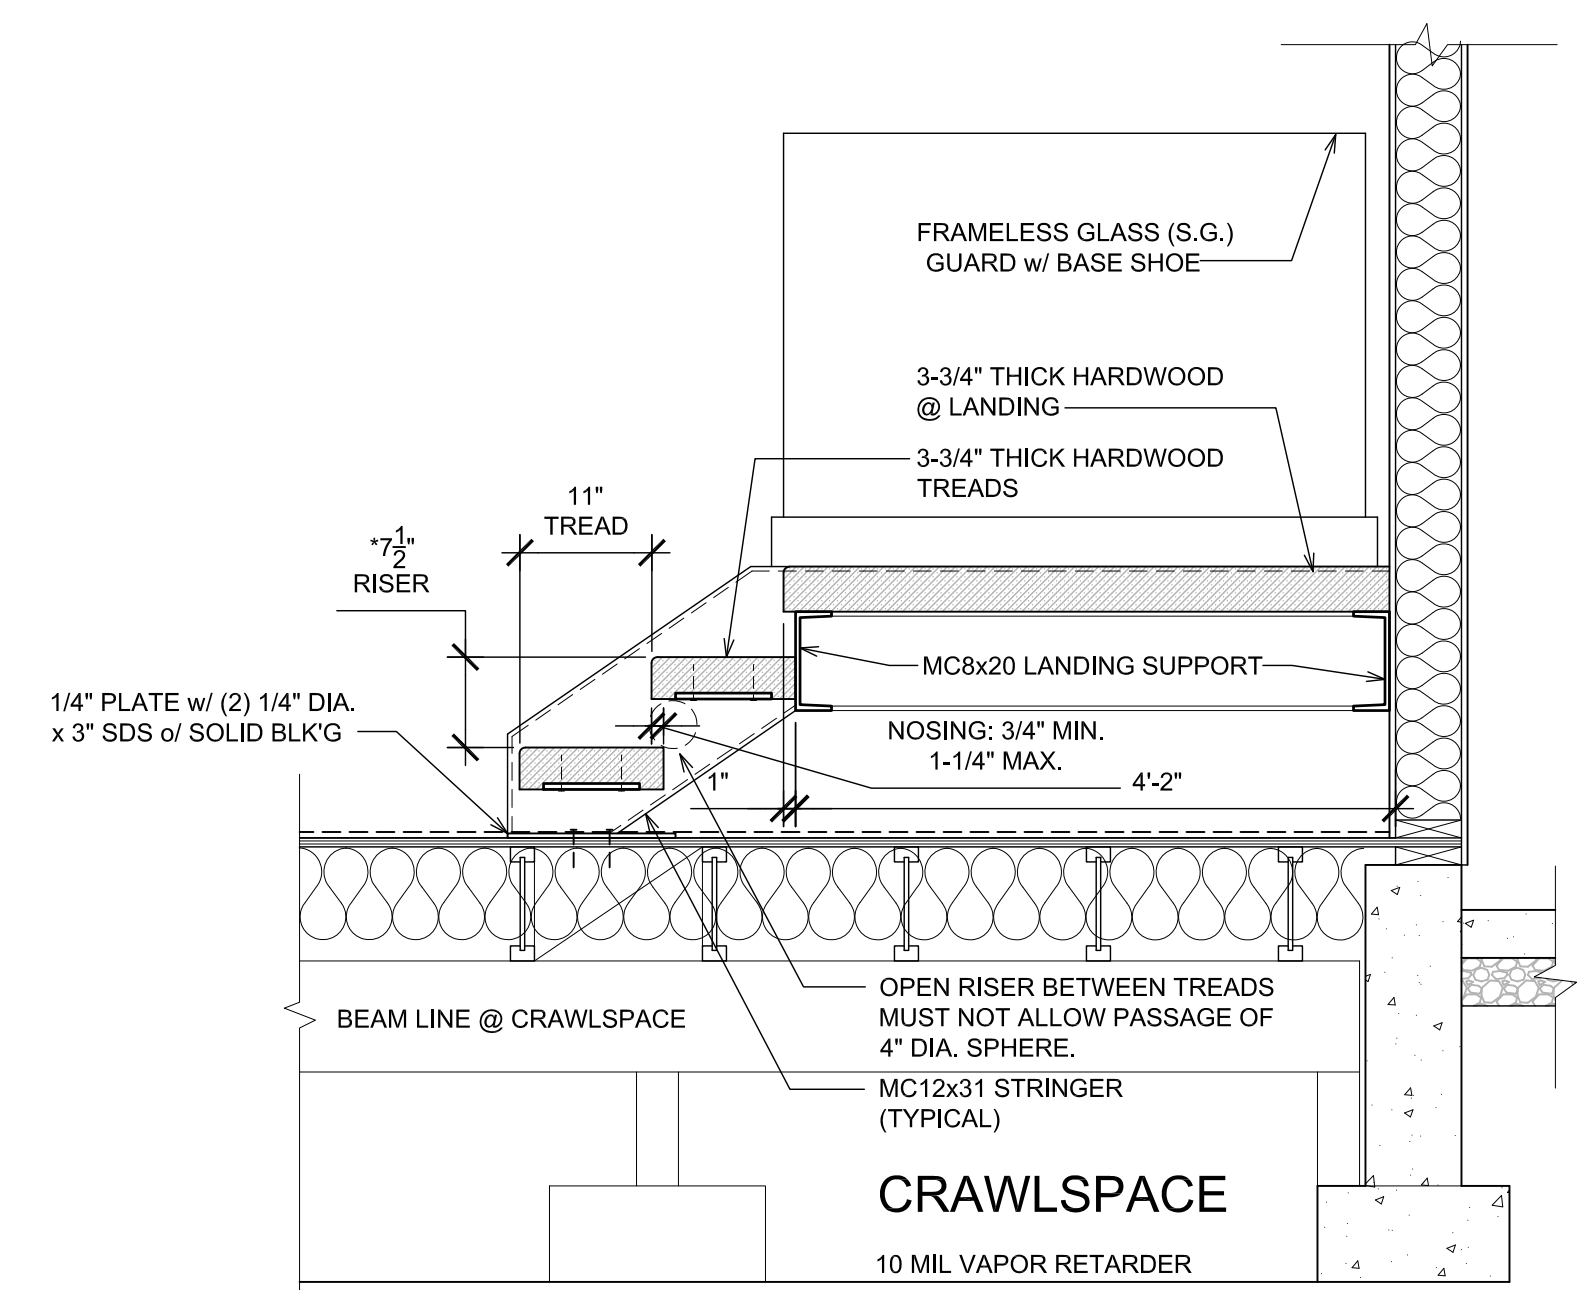 FRAMELESS GLASS (S.G.)
GUARD w/ BASE SHOE
3-3/4" THICK HARDWOOD
@ LANDING
3-3/4" THICK HARDWOOD
TREADS
11"
TREAD
*7 1/2"
RISER
1/4" PLATE w/ (2) 1/4" DIA.
x 3" SDS o/ SOLID BLK'G
MC8x20 LANDING SUPPORT
NOSING: 3/4" MIN.
1-1/4" MAX.
1"
4'-2"
OPEN RISER BETWEEN TREADS
MUST NOT ALLOW PASSAGE OF
4" DIA. SPHERE.
BEAM LINE @ CRAWLSPACE
MC12x31 STRINGER
(TYPICAL)
CRAWLSPACE
10 MIL VAPOR RETARDER